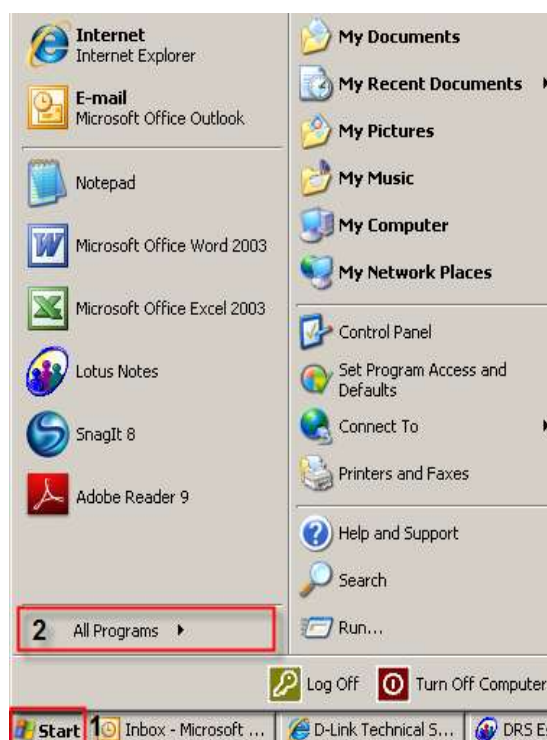 Internet
Internet Explorer
E-mail
Microsoft Office Outlook
Notepad
Microsoft Office Word 2003
Microsoft Office Excel 2003
Lotus Notes
SnagIt 8
Adobe Reader 9
2 All Programs
My Documents
My Recent Documents
My Pictures
My Music
My Computer
My Network Places
Control Panel
Set Program Access and
Defaults
Connect To
Printers and Faxes
Help and Support
Search
Run...
Log Off Turn Off Computer
Start 1 Inbox - Microsoft ... D-Link Technical S... DRS E